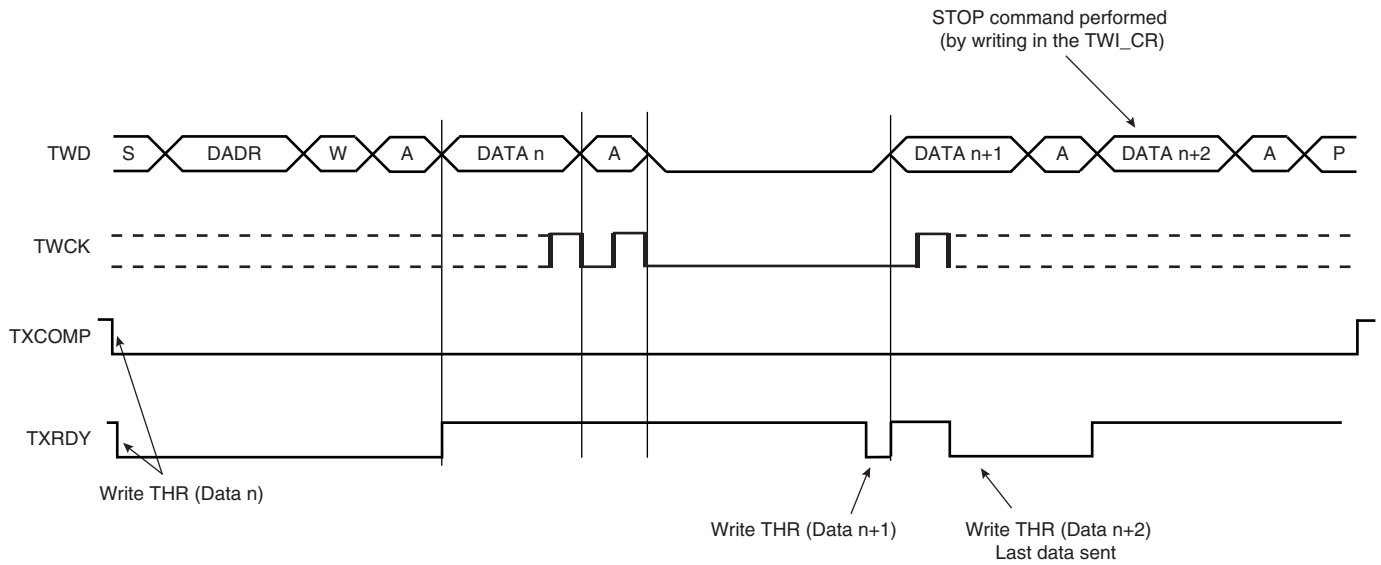 STOP command performed
(by writing in the TWI_CR)
TWD S DADR W A DATA n A DATA n+1 A DATA n+2 A P
TWCK
TXCOMP
TXRDY
Write THR (Data n)
Write THR (Data n+1)
Write THR (Data n+2)
Last data sent